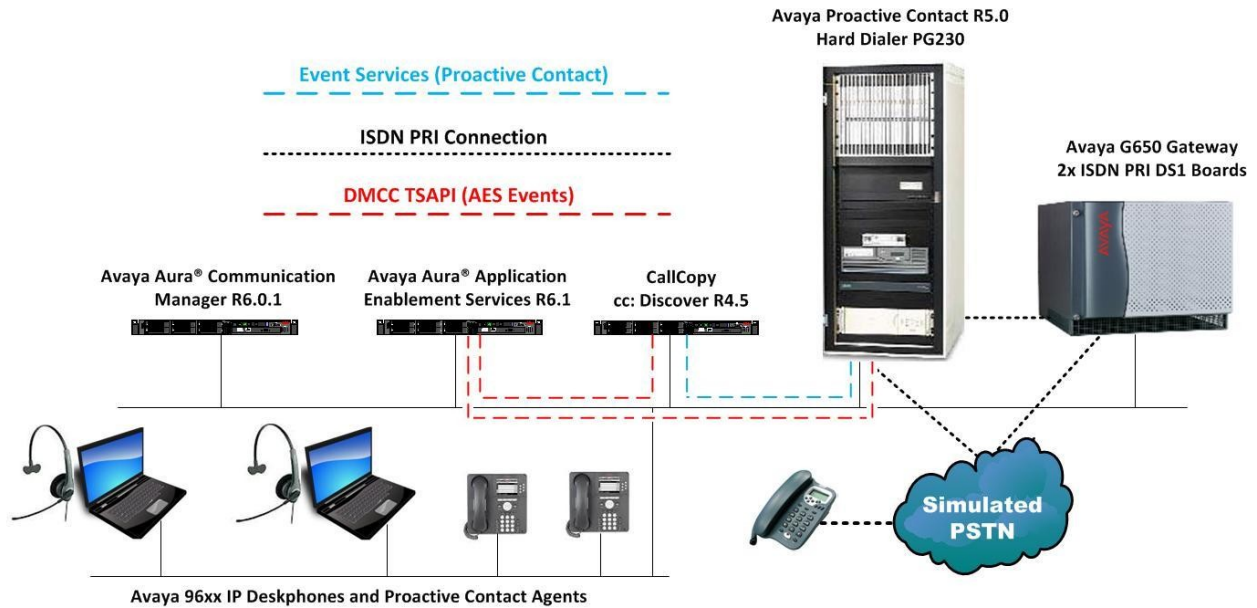 Avaya Proactive Contact R5.0
Hard Dialer PG230
Event Services (Proactive Contact)
ISDN PRI Connection
DMCC TSAPI (AES Events)
Avaya G650 Gateway
2x ISDN PRI DS1 Boards
AVAYA
Avaya Aura® Communication
Manager R6.0.1
Avaya Aura® Application
Enablement Services R6.1
CallCopy
cc: Discover R4.5
Simulated
PSTN
Avaya 96xx IP Deskphones and Proactive Contact Agents